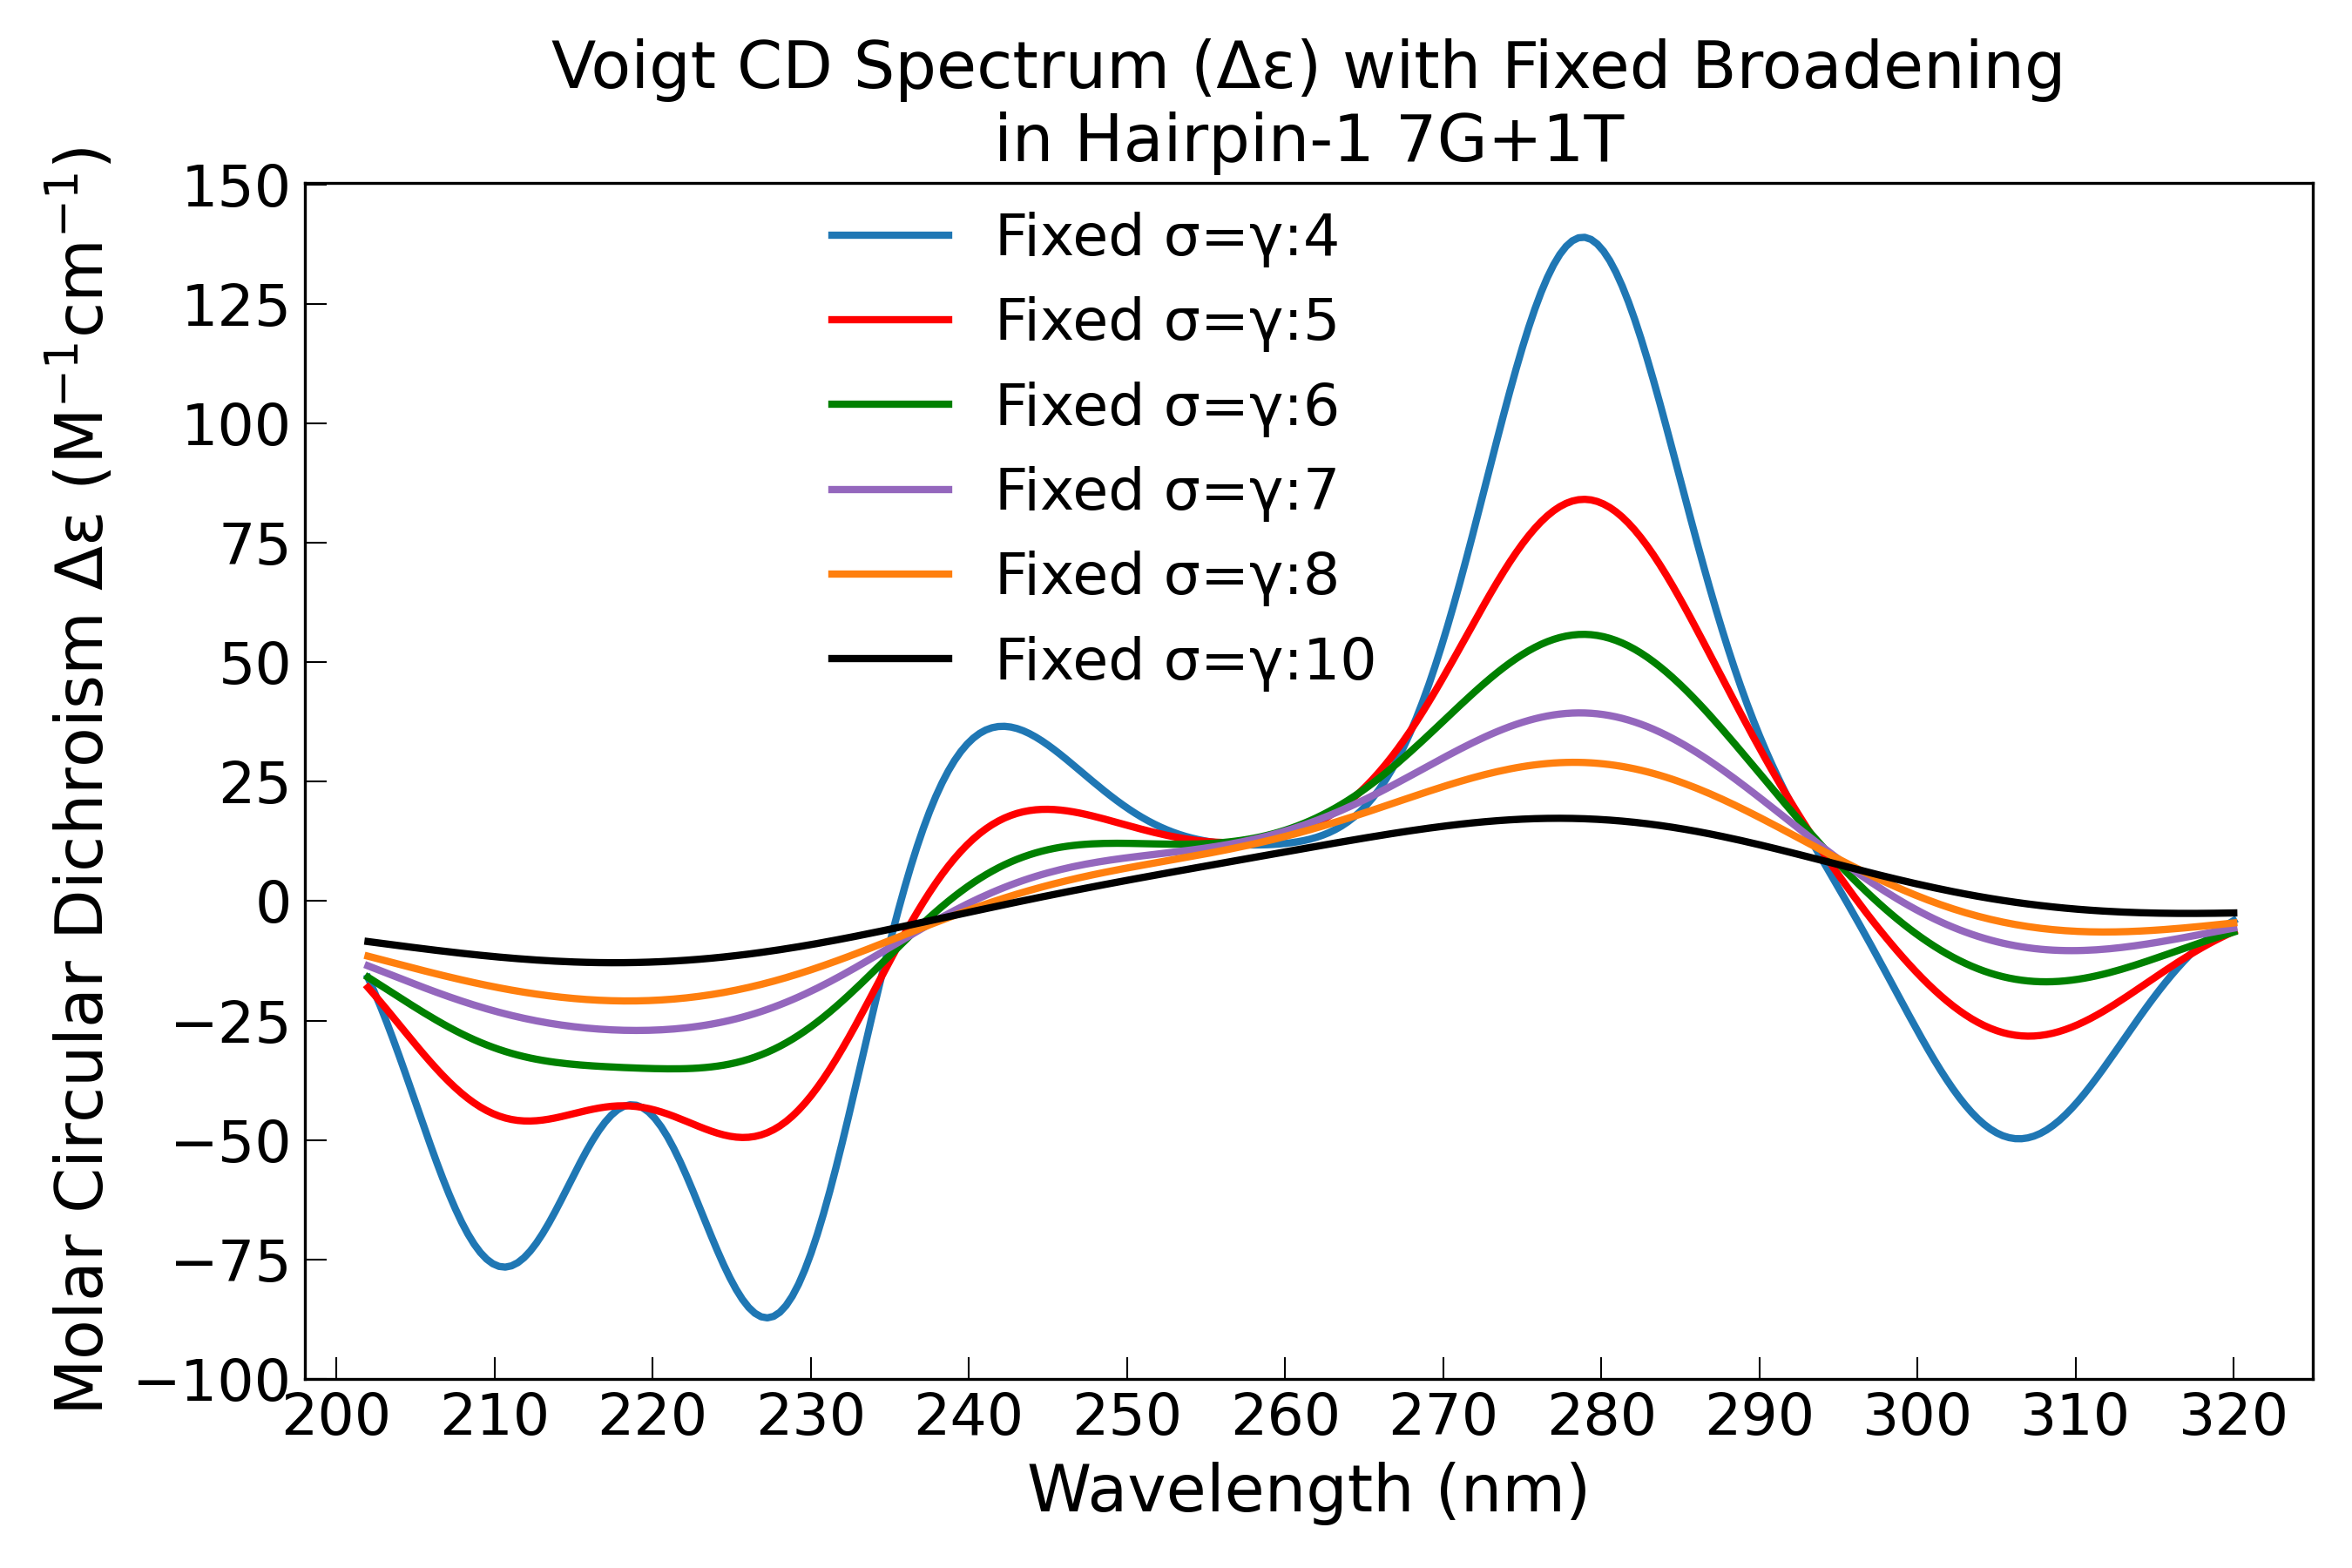 Voigt CD Spectrum (Δε) with Fixed Broadening
in Hairpin-1 7G+1T
Molar Circular Dichroism Δε (M⁻¹cm⁻¹)
150
125
100
75
50
25
0
−25
−50
−75
−100
Fixed σ=γ:4
Fixed σ=γ:5
Fixed σ=γ:6
Fixed σ=γ:7
Fixed σ=γ:8
Fixed σ=γ:10
200 210 220 230 240 250 260 270 280 290 300 310 320
Wavelength (nm)